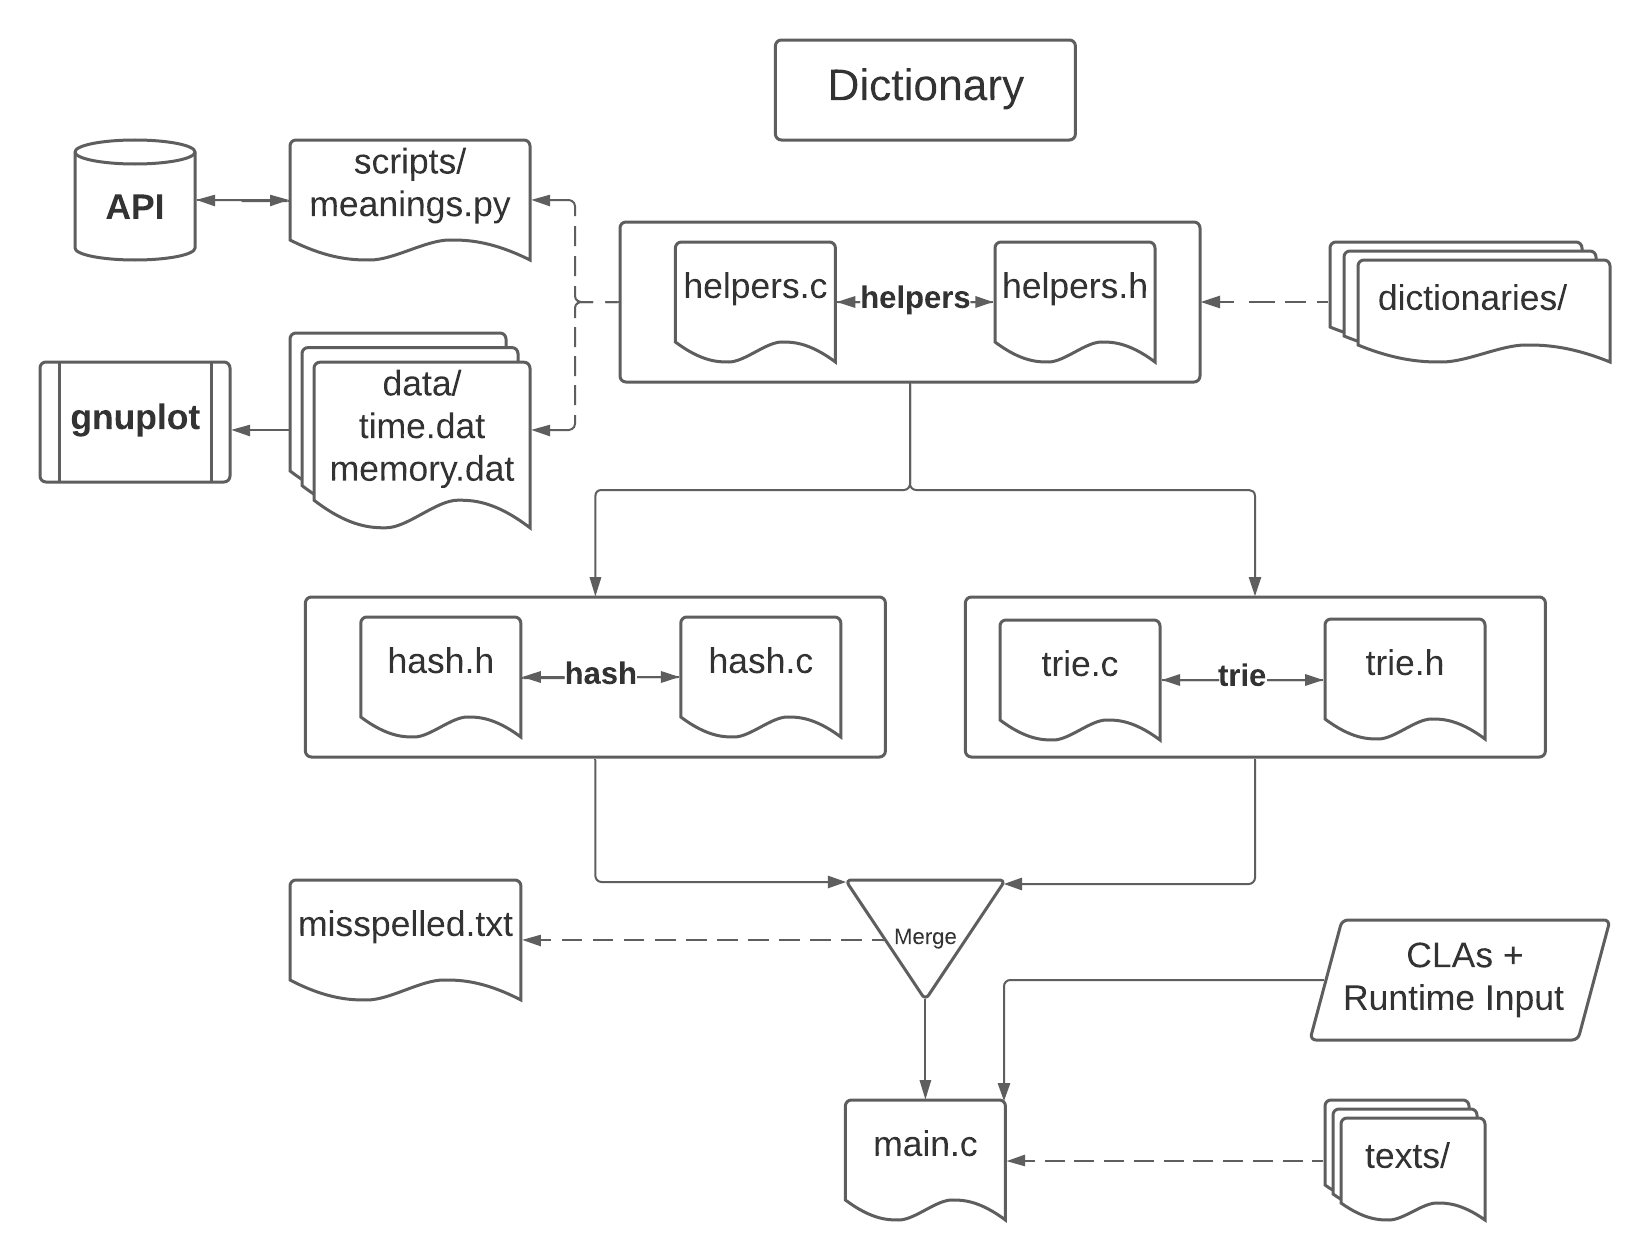 Dictionary
API
scripts/
meanings.py
helpers.c
helpers
helpers.h
dictionaries/
gnuplot
data/
time.dat
memory.dat
hash.h
hash
hash.c
trie.c
trie
trie.h
misspelled.txt
Merge
CLAs +
Runtime Input
main.c
texts/